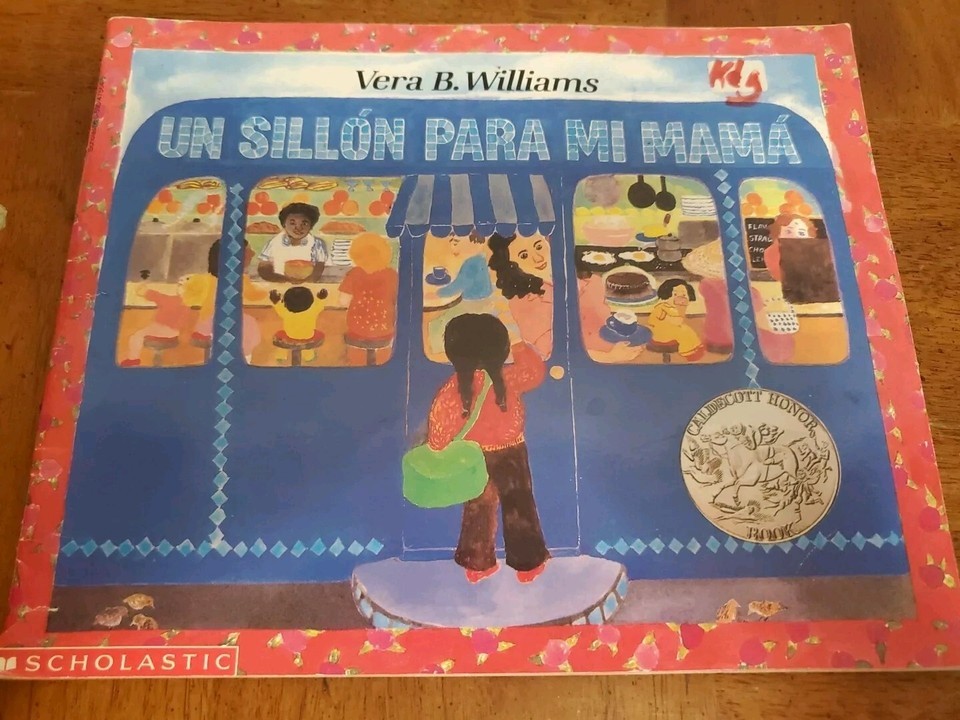 Vera B. Williams
UN SILLÓN PARA MI MAMÁ
CALDECOTT HONOR
BOOK
SCHOLASTIC